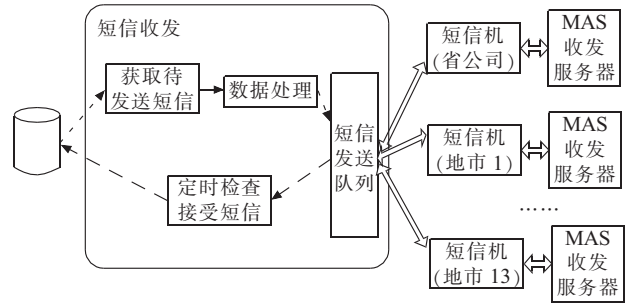 短信收发
获取待
发送短信
数据处理
短信
发送
队列
定时检查
接受短信
短信机
(省公司)
MAS
收发
服务器
短信机
(地市 1)
MAS
收发
服务器
……
短信机
(地市 13)
MAS
收发
服务器